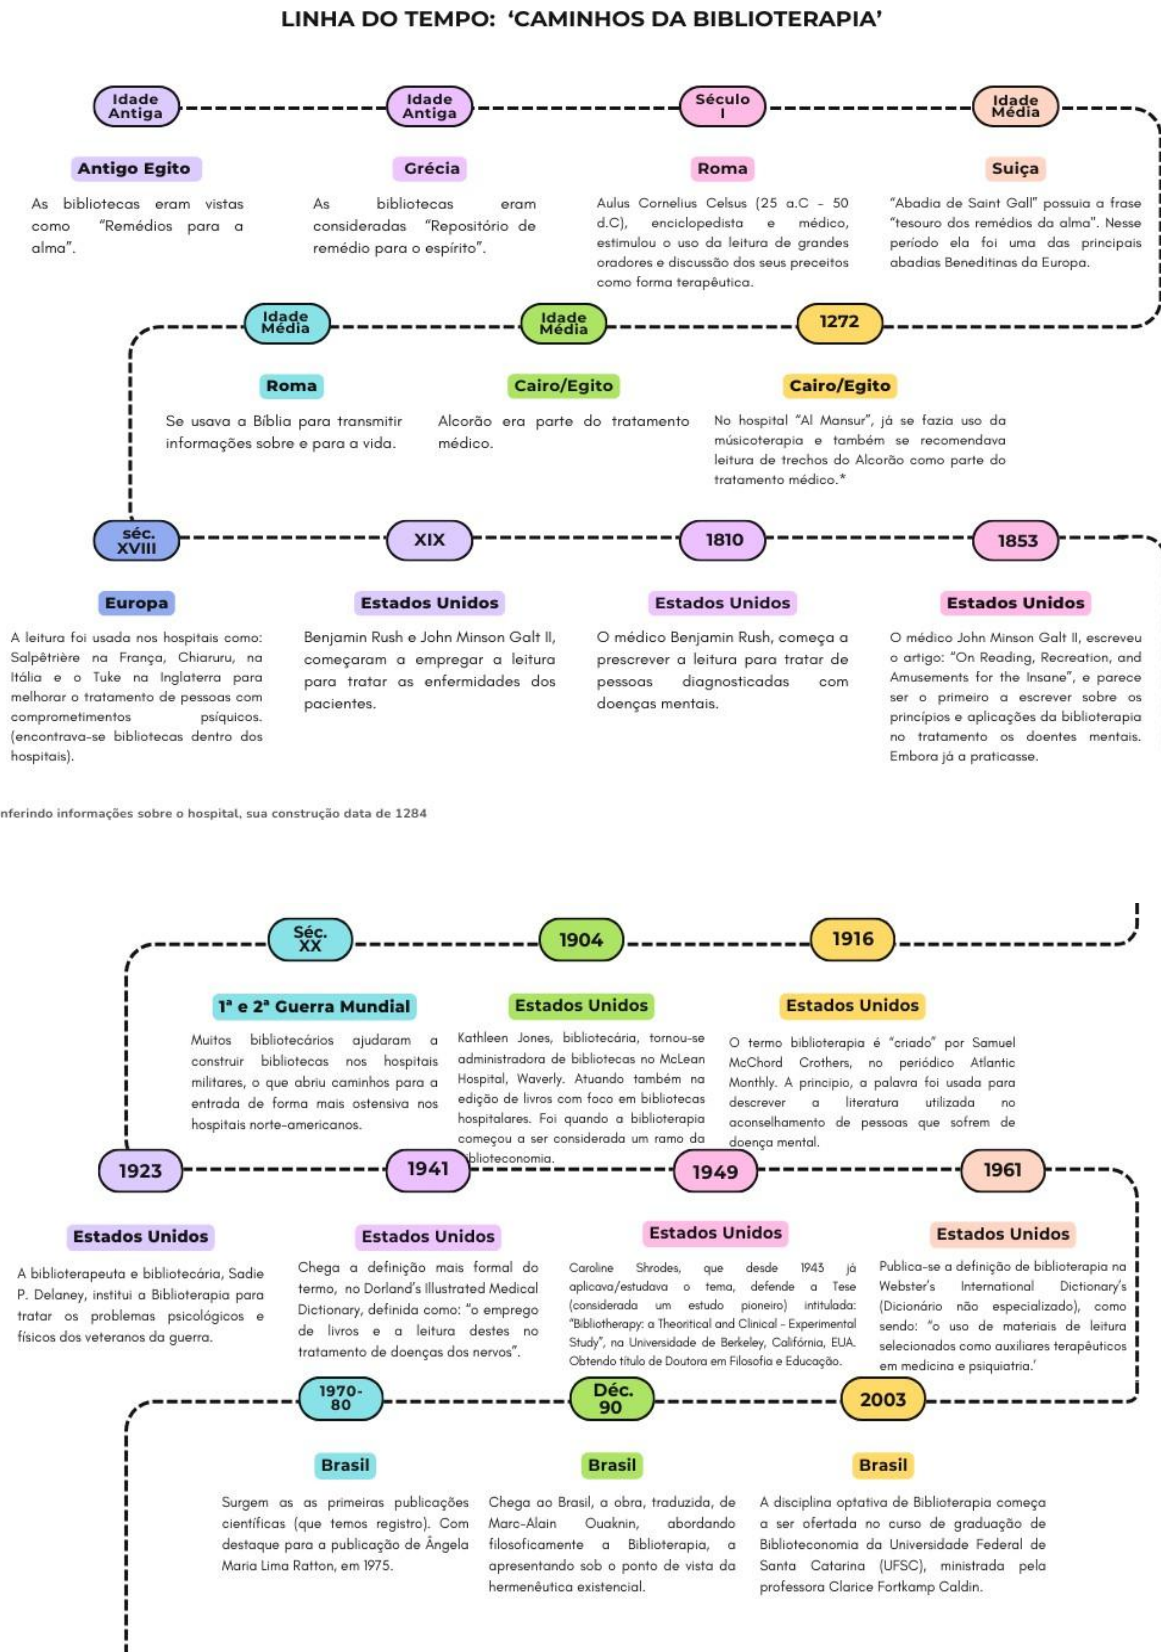 LINHA DO TEMPO: ‘CAMINHOS DA BIBLIOTERAPIA’
Idade
Antiga
Antigo Egito
As bibliotecas eram vistas
como “Remédios para a
alma”.
Idade
Antiga
Grécia
As bibliotecas eram
consideradas “Repositório de
remédio para o espírito”.
Século
I
Roma
Aulus Cornelius Celsus (25 a.C - 50
d.C), enciclopedista e médico,
estimulou o uso da leitura de grandes
oradores e discussão dos seus preceitos
como forma terapêutica.
Idade
Média
Suiça
“Abadia de Saint Gall” possuia a frase
“tesouro dos remédios da alma”. Nesse
período ela foi uma das principais
abadias Beneditinas da Europa.
Idade
Média
Roma
Se usava a Bíblia para transmitir
informações sobre e para a vida.
Idade
Média
Cairo/Egito
Alcorão era parte do tratamento
médico.
1272
Cairo/Egito
No hospital “Al Mansur”, já se fazia uso da
músicoterapia e também se recomendava
leitura de trechos do Alcorão como parte do
tratamento médico.*
séc.
XVIII
Europa
A leitura foi usada nos hospitais como:
Salpêtrière na França, Chiaruru, na
Itália e o Tuke na Inglaterra para
melhorar o tratamento de pessoas com
comprometimentos psíquicos.
(encontrava-se bibliotecas dentro dos
hospitais).
XIX
Estados Unidos
Benjamin Rush e John Minson Galt II,
começaram a empregar a leitura
para tratar as enfermidades dos
pacientes.
1810
Estados Unidos
O médico Benjamin Rush, começa a
prescrever a leitura para tratar de
pessoas diagnosticadas com
doenças mentais.
1853
Estados Unidos
O médico John Minson Galt II, escreveu
o artigo: “On Reading, Recreation, and
Amusements for the Insane”, e parece
ser o primeiro a escrever sobre os
princípios e aplicações da biblioterapia
no tratamento os doentes mentais.
Embora já a praticasse.
nferindo informações sobre o hospital, sua construção data de 1284
Séc.
XX
1ª e 2ª Guerra Mundial
Muitos bibliotecários ajudaram a
construir bibliotecas nos hospitais
militares, o que abriu caminhos para a
entrada de forma mais ostensiva nos
hospitais norte-americanos.
1904
Estados Unidos
Kathleen Jones, bibliotecária, tornou-se
administradora de bibliotecas no McLean
Hospital, Waverly. Atuando também na
edição de livros com foco em bibliotecas
hospitalares. Foi quando a biblioterapia
começou a ser considerada um ramo da
biblioteconomia.
1916
Estados Unidos
O termo biblioterapia é “criado” por Samuel
McChord Crothers, no periódico Atlantic
Monthly. A principio, a palavra foi usada para
descrever a literatura utilizada no
aconselhamento de pessoas que sofrem de
doença mental.
1923
Estados Unidos
A biblioterapeuta e bibliotecária, Sadie
P. Delaney, institui a Biblioterapia para
tratar os problemas psicológicos e
físicos dos veteranos da guerra.
1941
Estados Unidos
Chega a definição mais formal do
termo, no Dorland’s Illustrated Medical
Dictionary, definida como: “o emprego
de livros e a leitura destes no
tratamento de doenças dos nervos”.
1949
Estados Unidos
Caroline Shrodes, que desde 1943 já
aplicava/estudava o tema, defende a Tese
(considerada um estudo pioneiro) intitulada:
“Bibliotherapy: a Theoritical and Clinical - Experimental
Study”, na Universidade de Berkeley, Califórnia, EUA.
Obtendo título de Doutora em Filosofia e Educação.
1961
Estados Unidos
Publica-se a definição de biblioterapia na
Webster’s International Dictionary’s
(Dicionário não especializado), como
sendo: “o uso de materiais de leitura
selecionados como auxiliares terapêuticos
em medicina e psiquiatria.’
1970-
80
Brasil
Surgem as as primeiras publicações
científicas (que temos registro). Com
destaque para a publicação de Ângela
Maria Lima Ratton, em 1975.
Déc.
90
Brasil
Chega ao Brasil, a obra, traduzida, de
Marc-Alain Ouaknin, abordando
filosoficamente a Biblioterapia, a
apresentando sob o ponto de vista da
hermenêutica existencial.
2003
Brasil
A disciplina optativa de Biblioterapia começa
a ser ofertada no curso de graduação de
Biblioteconomia da Universidade Federal de
Santa Catarina (UFSC), ministrada pela
professora Clarice Fortkamp Caldin.